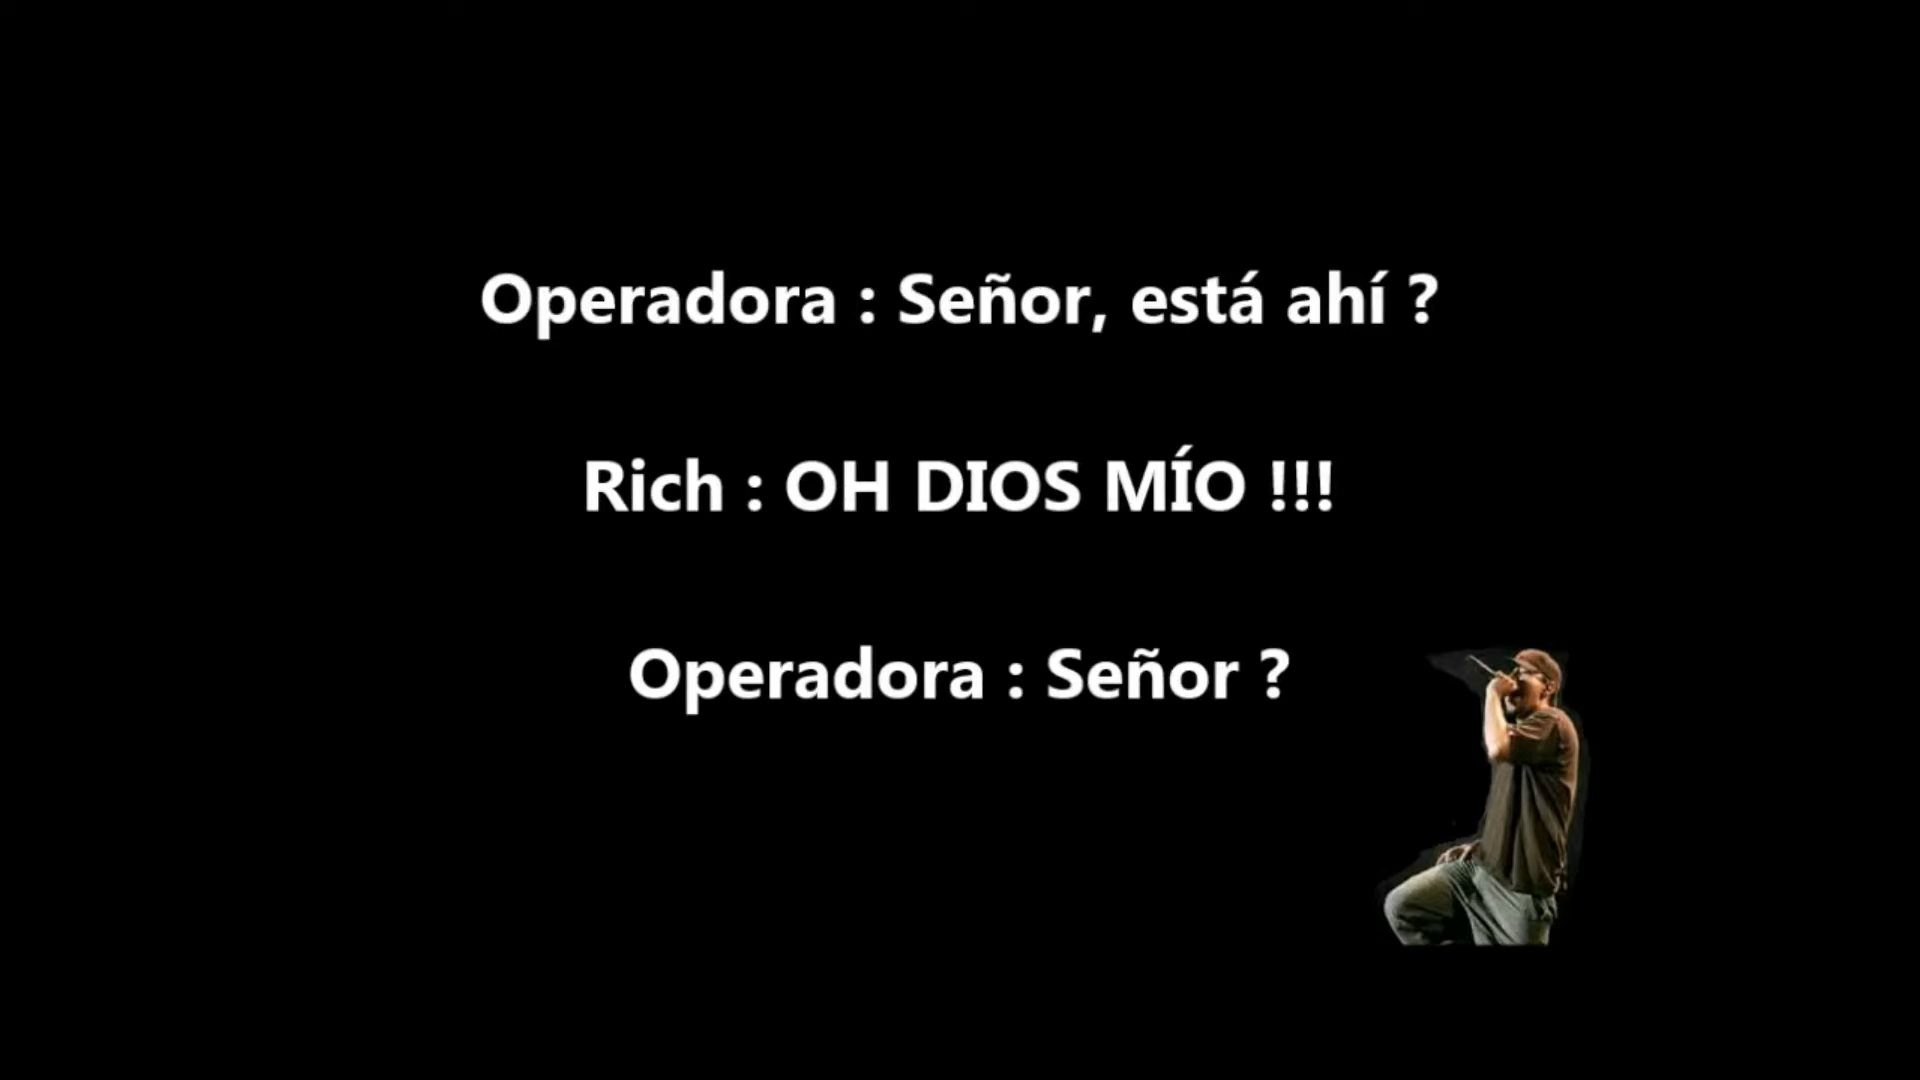 Operadora : Señor, está ahí ?
Rich : OH DIOS MÍO !!!
Operadora : Señor ?